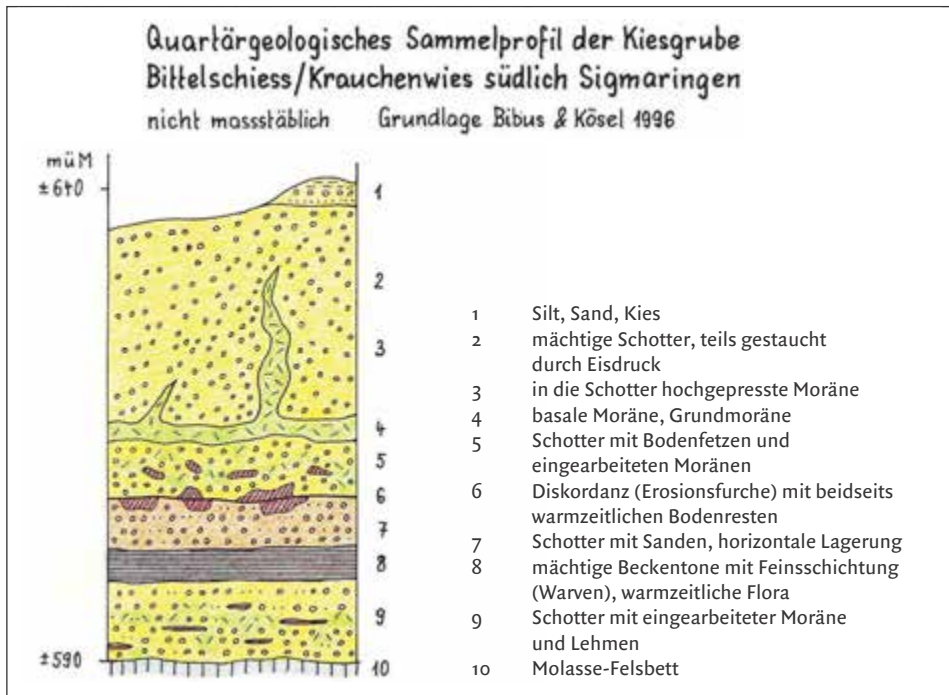 Quartärgeologisches Sammelprofil der Kiesgrube
Bittelschiess/Krauchenwies südlich Sigmaringen
nicht massstäblich Grundlage Bibus & Kösel 1996
müM
±640
1
2
3
4
5
6
7
8
9
±590
10
1 Silt, Sand, Kies
2 mächtige Schotter, teils gestaucht
durch Eisdruck
3 in die Schotter hochgepresste Moräne
4 basale Moräne, Grundmoräne
5 Schotter mit Bodenfetzen und
eingearbeiteten Moränen
6 Diskordanz (Erosionsfurche) mit beidseits
warmzeitlichen Bodenresten
7 Schotter mit Sanden, horizontale Lagerung
8 mächtige Beckentone mit Feinsschichtung
(Warven), warmzeitliche Flora
9 Schotter mit eingearbeiteter Moräne
und Lehmen
10 Molasse-Felsbett